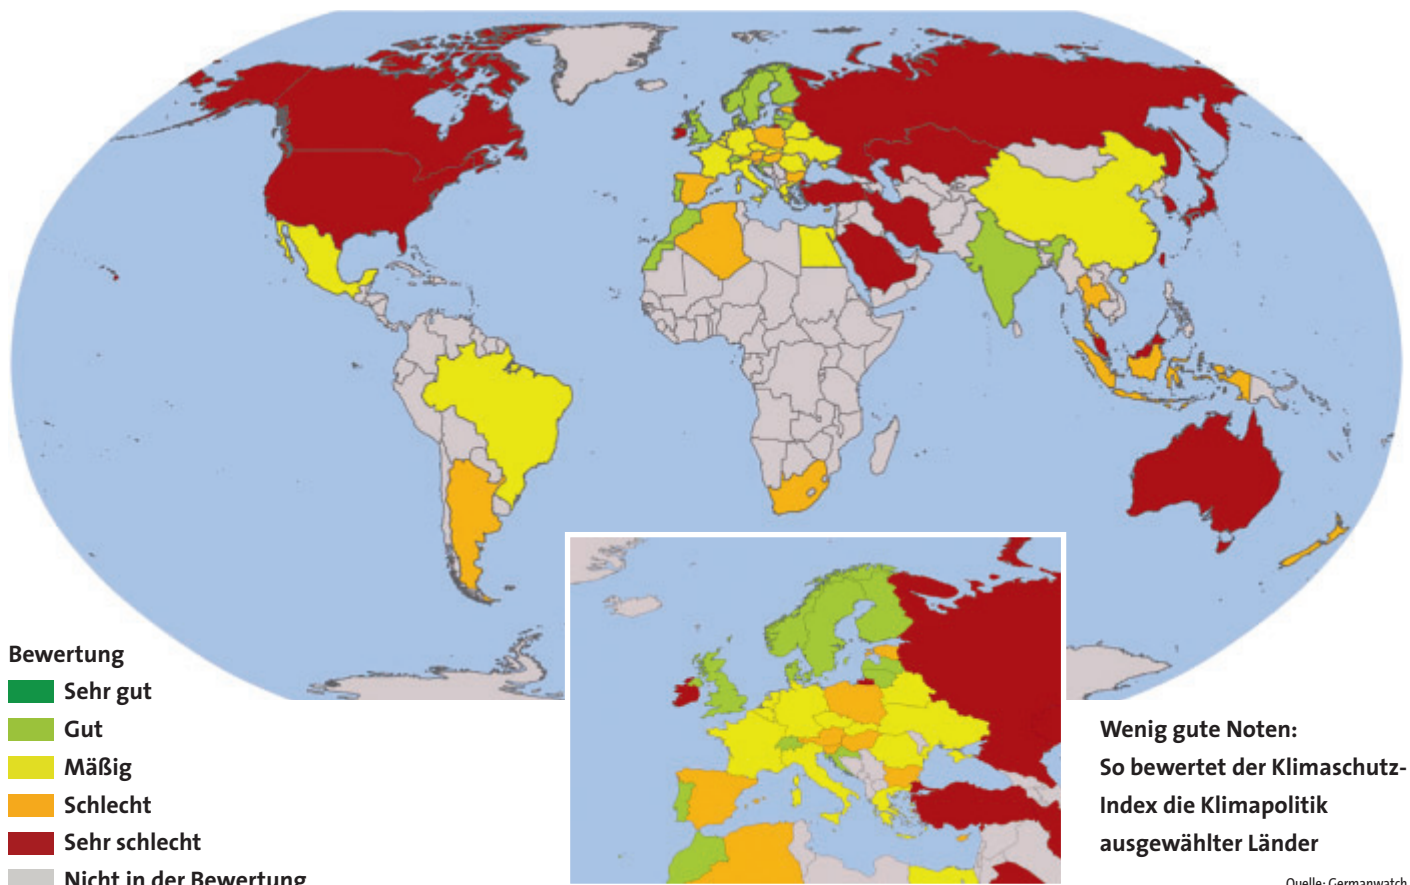 Bewertung
Sehr gut
Gut
Mäßig
Schlecht
Sehr schlecht
Nicht in der Bewertung
Wenig gute Noten:
So bewertet der Klimaschutz-
Index die Klimapolitik
ausgewählter Länder
Quelle: Germanwatch